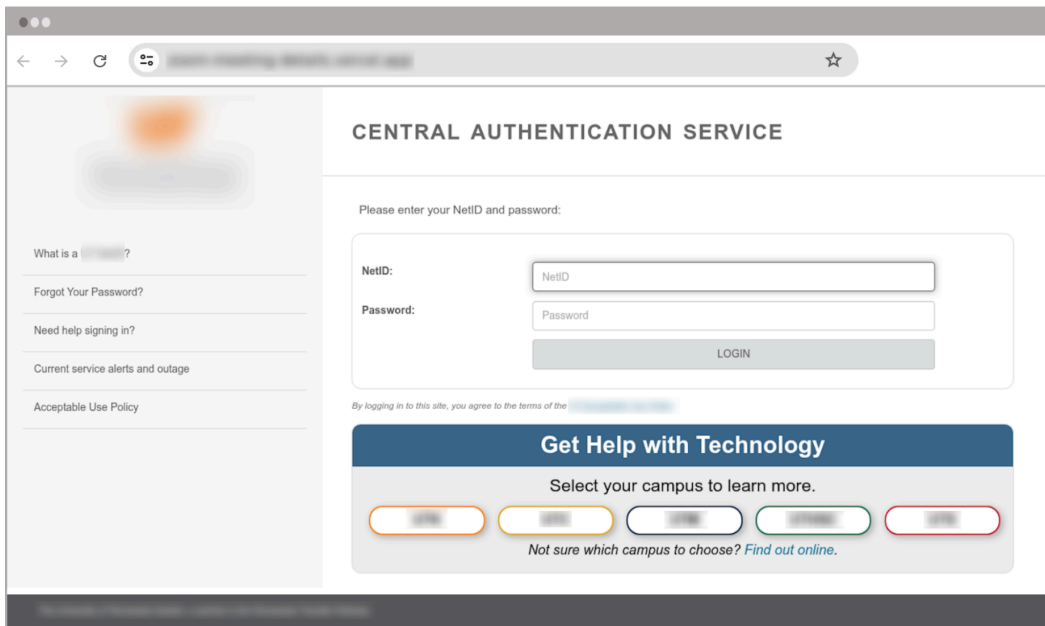 CENTRAL AUTHENTICATION SERVICE
Please enter your NetID and password:
What is a ?
Forgot Your Password?
Need help signing in?
Current service alerts and outage
Acceptable Use Policy
NetID:
NetID
Password:
Password
LOGIN
By logging in to this site, you agree to the terms of the
Get Help with Technology
Select your campus to learn more.
Not sure which campus to choose? Find out online.